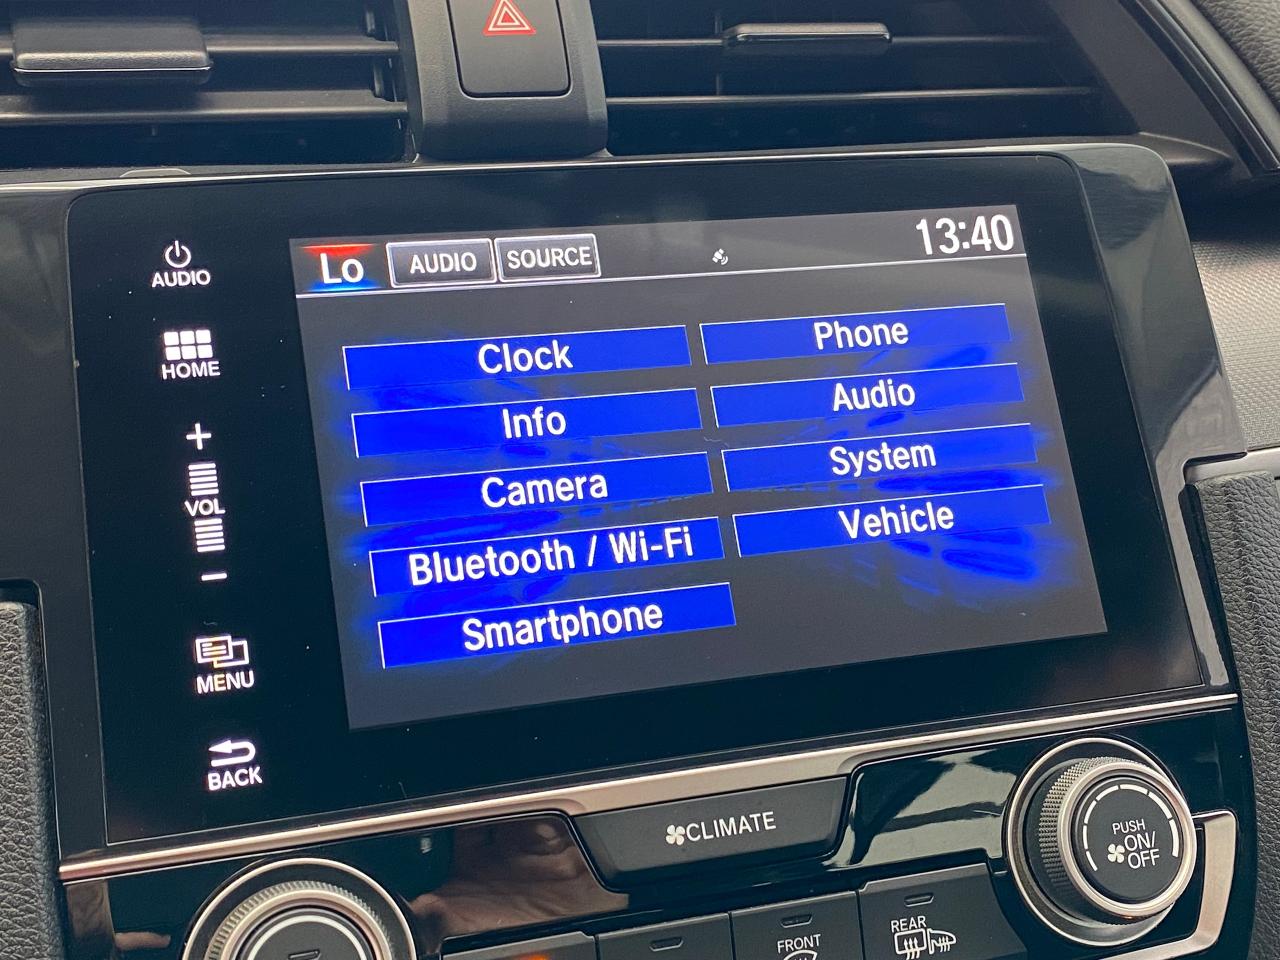 Lo
AUDIO
SOURCE
13:40
AUDIO
HOME
+
VOL
−
MENU
BACK
Clock
Phone
Info
Audio
Camera
System
Bluetooth / Wi-Fi
Vehicle
Smartphone
CLIMATE
PUSH
ON/
OFF
FRONT
REAR